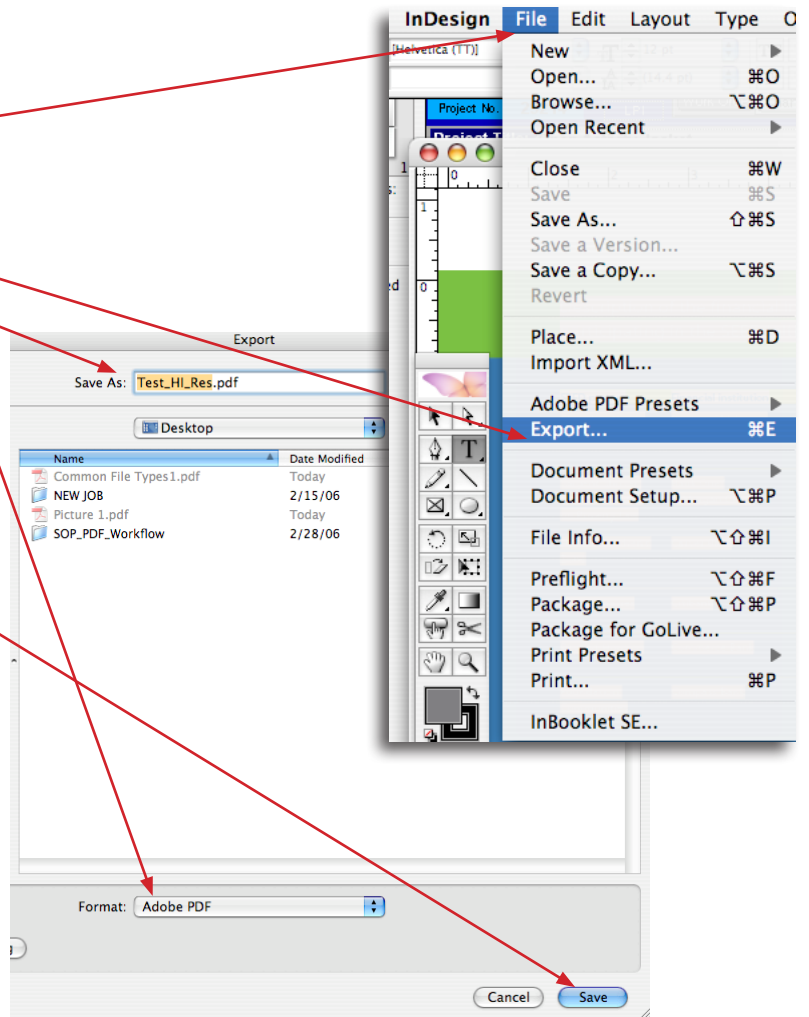 InDesign File Edit Layout Type O
[Helvetica (TT)]
Project No.
New
Open... ⌘O
Browse... ⌥⌘O
Open Recent
Close ⌘W
Save ⌘S
Save As... ⇧⌘S
Save a Version...
Save a Copy... ⌥⌘S
Revert
Place... ⌘D
Import XML...
Adobe PDF Presets
Export... ⌘E
Document Presets
Document Setup... ⌥⌘P
File Info... ⌥⇧⌘I
Preflight... ⌥⇧⌘F
Package... ⌥⇧⌘P
Package for GoLive...
Print Presets
Print... ⌘P
InBooklet SE...
0
1
0
T
Export
Save As: Test_HI_Res.pdf
Desktop
Name Date Modified
Common File Types1.pdf Today
NEW JOB 2/15/06
Picture 1.pdf Today
SOP_PDF_Workflow 2/28/06
Format: Adobe PDF
Cancel Save